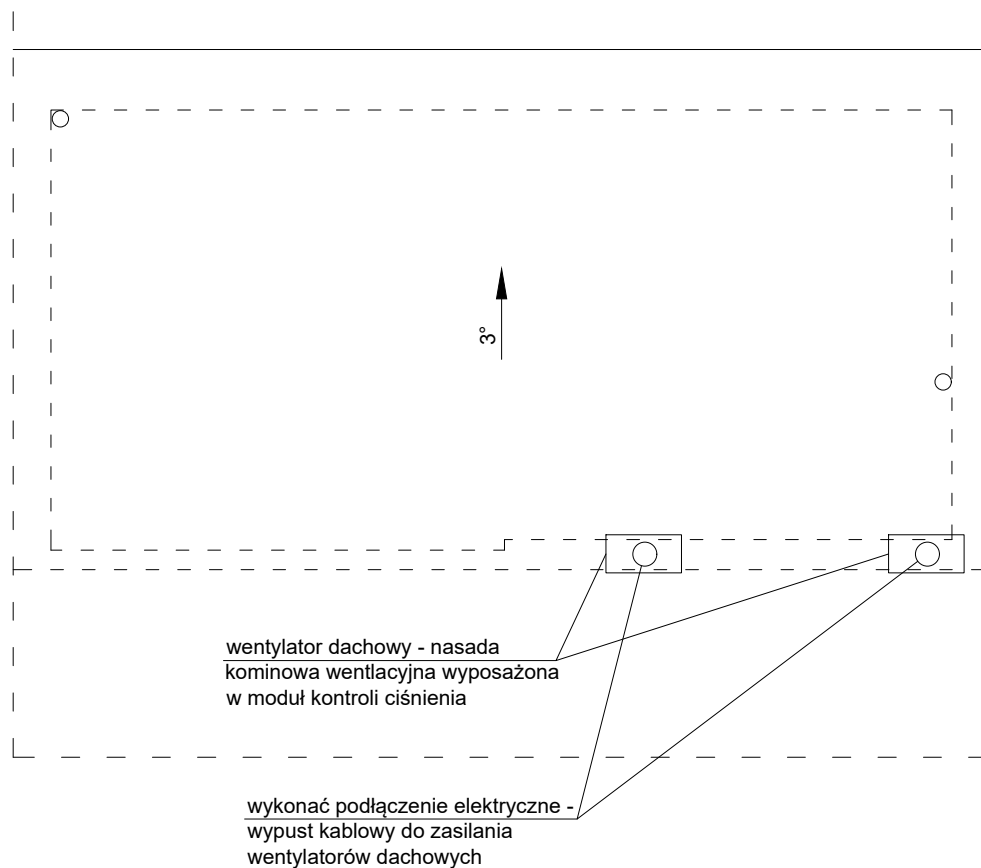 3°
wentylator dachowy - nasada
kominowa wentlacyjna wyposażona
w moduł kontroli ciśnienia
wykonać podłączenie elektryczne -
wypust kablowy do zasilania
wentylatorów dachowych